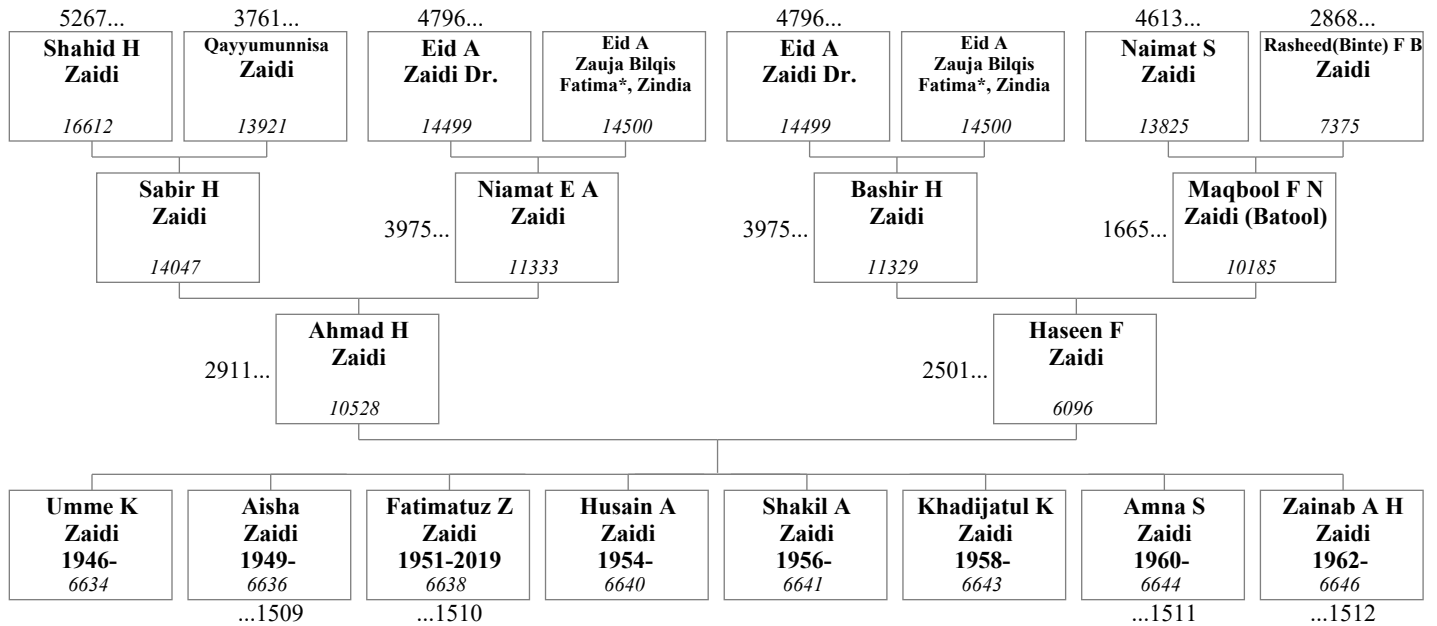 5267...
3761...
4796...
4796...
4613...
2868...
Shahid H
Zaidi
16612
Qayyumunnisa
Zaidi
13921
Eid A
Zaidi Dr.
14499
Eid A
Zauja Bilqis
Fatima*, Zindia
14500
Eid A
Zaidi Dr.
14499
Eid A
Zauja Bilqis
Fatima*, Zindia
14500
Naimat S
Zaidi
13825
Rasheed(Binte) F B
Zaidi
7375
Sabir H
Zaidi
14047
3975...
Niamat E A
Zaidi
11333
3975...
Bashir H
Zaidi
11329
1665...
Maqbool F N
Zaidi (Batool)
10185
2911...
Ahmad H
Zaidi
10528
2501...
Haseen F
Zaidi
6096
Umme K
Zaidi
1946-
6634
Aisha
Zaidi
1949-
6636
...1509
Fatimatuz Z
Zaidi
1951-2019
6638
...1510
Husain A
Zaidi
1954-
6640
Shakil A
Zaidi
1956-
6641
Khadijatul K
Zaidi
1958-
6643
Amna S
Zaidi
1960-
6644
...1511
Zainab A H
Zaidi
1962-
6646
...1512